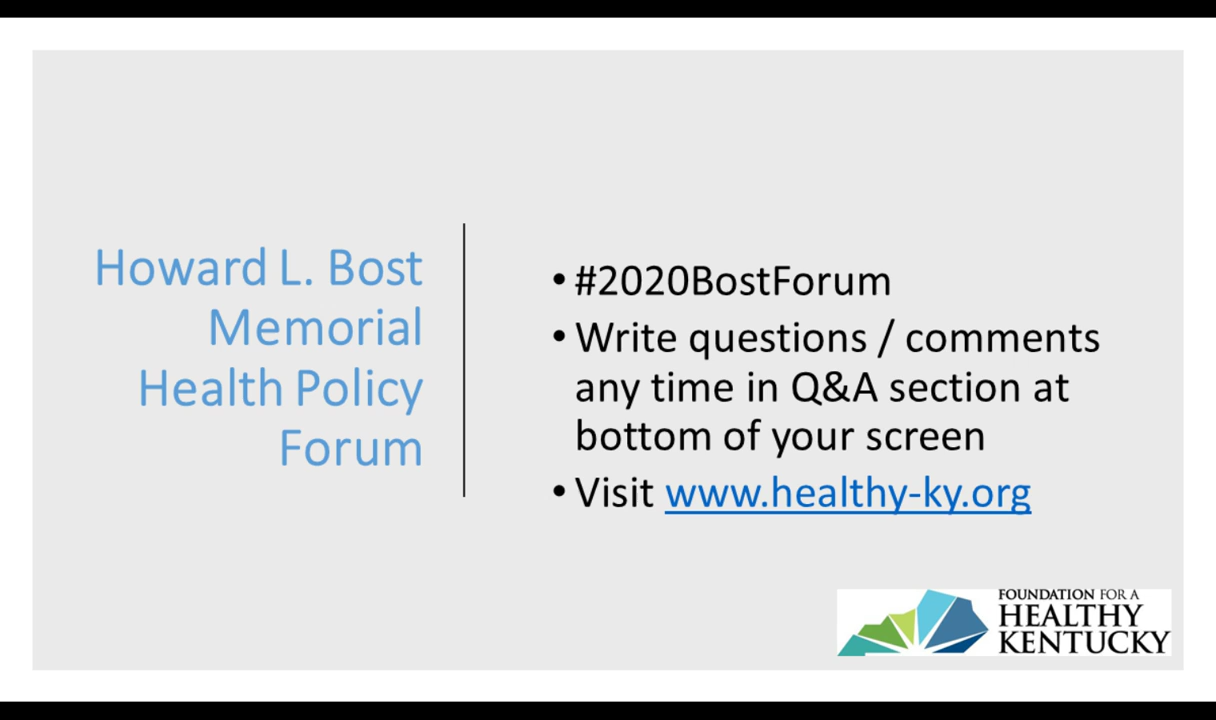 Howard L. Bost
Memorial
Health Policy
Forum
• #2020BostForum
• Write questions / comments
any time in Q&A section at
bottom of your screen
• Visit www.healthy-ky.org
FOUNDATION FOR A
HEALTHY
KENTUCKY